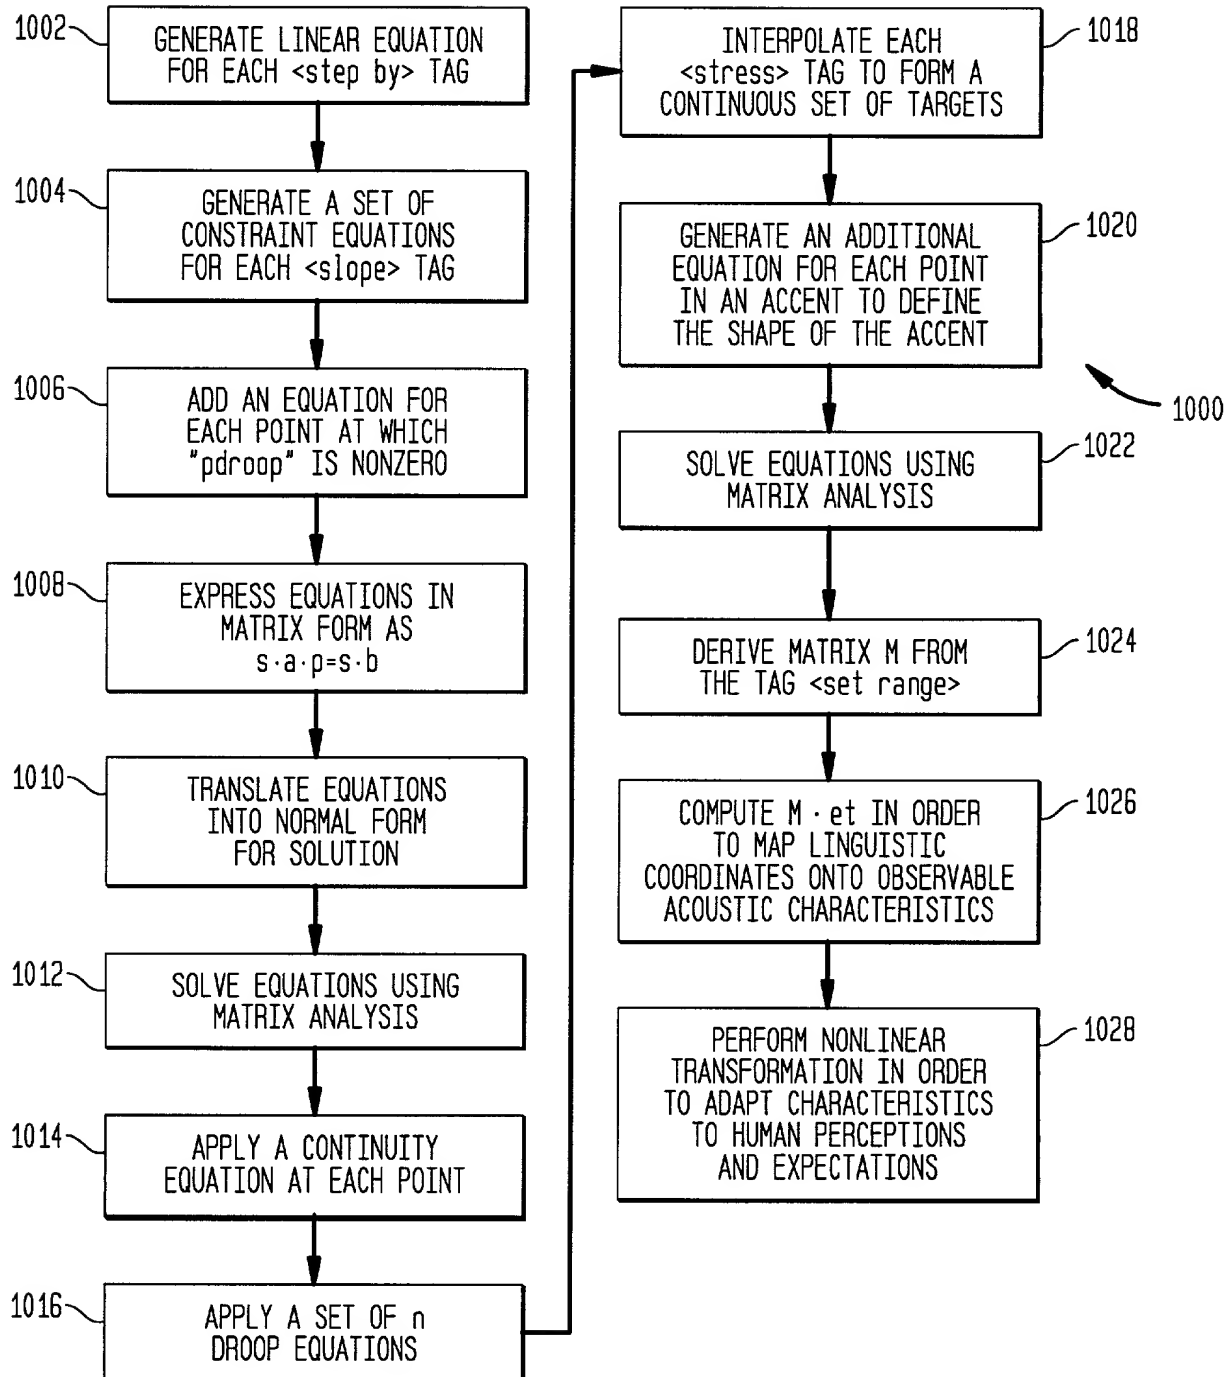 1002
GENERATE LINEAR EQUATION
FOR EACH <step by> TAG
1004
GENERATE A SET OF
CONSTRAINT EQUATIONS
FOR EACH <slope> TAG
1006
ADD AN EQUATION FOR
EACH POINT AT WHICH
"pdroop" IS NONZERO
1008
EXPRESS EQUATIONS IN
MATRIX FORM AS
s·a·p=s·b
1010
TRANSLATE EQUATIONS
INTO NORMAL FORM
FOR SOLUTION
1012
SOLVE EQUATIONS USING
MATRIX ANALYSIS
1014
APPLY A CONTINUITY
EQUATION AT EACH POINT
1016
APPLY A SET OF n
DROOP EQUATIONS
1018
INTERPOLATE EACH
<stress> TAG TO FORM A
CONTINUOUS SET OF TARGETS
1020
GENERATE AN ADDITIONAL
EQUATION FOR EACH POINT
IN AN ACCENT TO DEFINE
THE SHAPE OF THE ACCENT
1000
1022
SOLVE EQUATIONS USING
MATRIX ANALYSIS
1024
DERIVE MATRIX M FROM
THE TAG <set range>
1026
COMPUTE M · et IN ORDER
TO MAP LINGUISTIC
COORDINATES ONTO OBSERVABLE
ACOUSTIC CHARACTERISTICS
1028
PERFORM NONLINEAR
TRANSFORMATION IN ORDER
TO ADAPT CHARACTERISTICS
TO HUMAN PERCEPTIONS
AND EXPECTATIONS